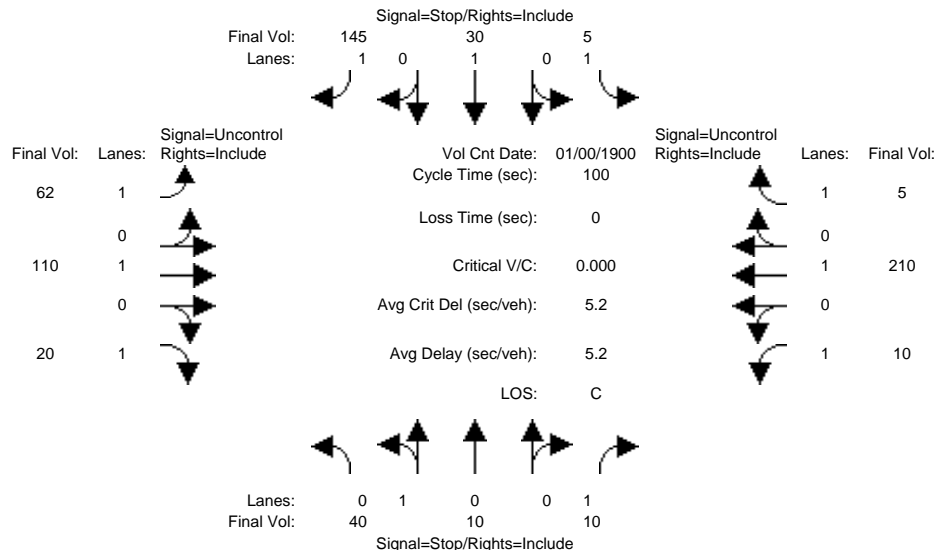 Signal=Stop/Rights=Include
Final Vol: 145 30 5
Lanes: 1 0 1 0 1
Signal=Uncontrol Signal=Uncontrol
Final Vol: Lanes: Rights=Include Vol Cnt Date: 01/00/1900 Rights=Include Lanes: Final Vol:
Cycle Time (sec): 100
62 1 1 5
Loss Time (sec): 0
0 0
110 1 Critical V/C: 0.000 1 210
0 Avg Crit Del (sec/veh): 5.2 0
20 1 Avg Delay (sec/veh): 5.2 1 10
LOS: C
Lanes: 0 1 0 0 1
Final Vol: 40 10 10
Signal=Stop/Rights=Include